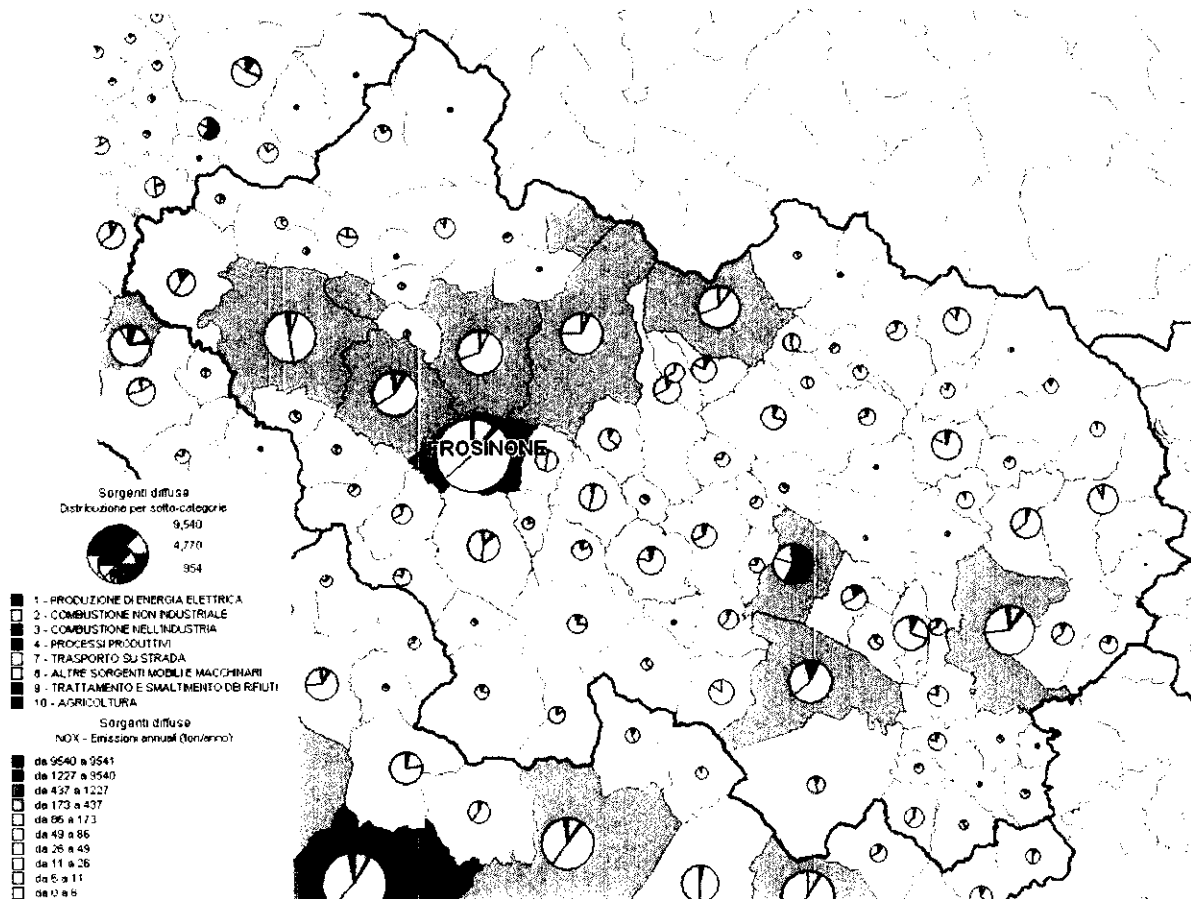 FROSINONE
Sorgenti diffuse
Distribuzione per sotto-categorie
9,540
4,770
954
1 - PRODUZIONE DI ENERGIA ELETTRICA
2 - COMBUSTIONE NON INDUSTRIALE
3 - COMBUSTIONE NELL'INDUSTRIA
4 - PROCESSI PRODUTTIVI
7 - TRASPORTO SU STRADA
8 - ALTRE SORGENTI MOBILI E MACCHINARI
9 - TRATTAMENTO E SMALTIMENTO DEI RIFIUTI
10 - AGRICOLTURA
Sorgenti diffuse
NOX - Emissioni annuali (ton/anno)
da 9540 a 9541
da 1227 a 9540
da 437 a 1227
da 173 a 437
da 86 a 173
da 49 a 86
da 26 a 49
da 11 a 26
da 6 a 11
da 0 a 6